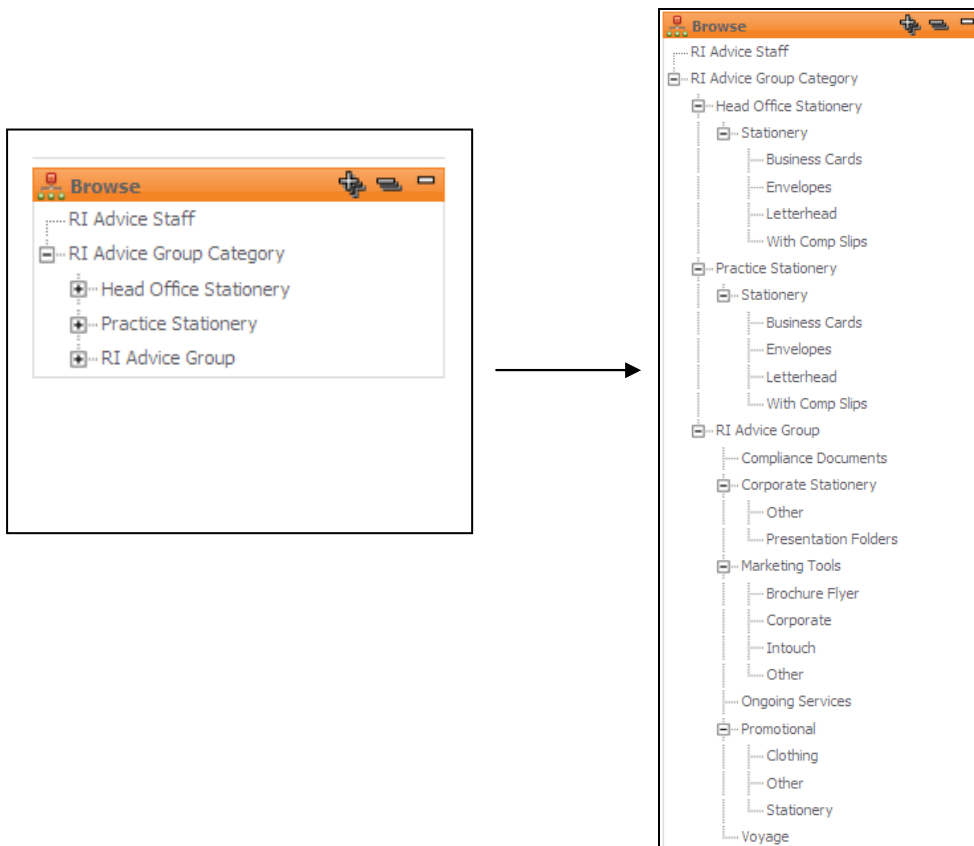 Browse
RI Advice Staff
RI Advice Group Category
Head Office Stationery
Practice Stationery
RI Advice Group
Browse
RI Advice Staff
RI Advice Group Category
Head Office Stationery
Stationery
Business Cards
Envelopes
Letterhead
With Comp Slips
Practice Stationery
Stationery
Business Cards
Envelopes
Letterhead
With Comp Slips
RI Advice Group
Compliance Documents
Corporate Stationery
Other
Presentation Folders
Marketing Tools
Brochure Flyer
Corporate
Intouch
Other
Ongoing Services
Promotional
Clothing
Other
Stationery
Voyage